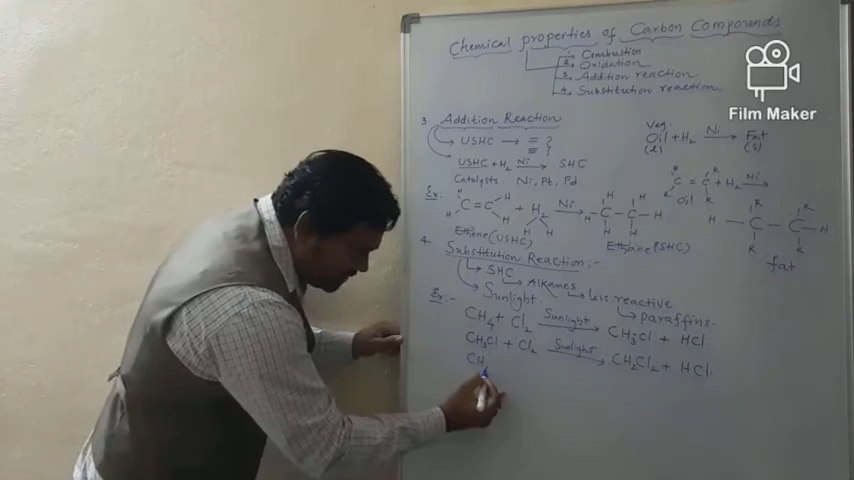 Chemical properties of Carbon Compounds
1. Combustion
2. Oxidation
3. Addition reaction
4. Substitution reaction
Film Maker
3. Addition Reaction
USHC → = ?
≡
USHC + H2 Ni→ SHC
Catalysts Ni, Pt, Pd.
Veg.
Oil + H2 Ni→ Fat
(l) (S)
R R
C = C + H2 Ni→
R Oil R
Ex:
H H
C = C + H2 Ni→ H - C - C - H
H H H H
Ethene (USHC) Ethane (SHC)
R R
H - C - C - H
R R
fat
4. Substitution Reaction :-
SHC
Alkanes
less reactive
paraffins.
Sunlight
Ex :-
CH4 + Cl2 Sunlight→ CH3Cl + HCl
CH3Cl + Cl2 Sunlight→ CH2Cl2 + HCl
CH